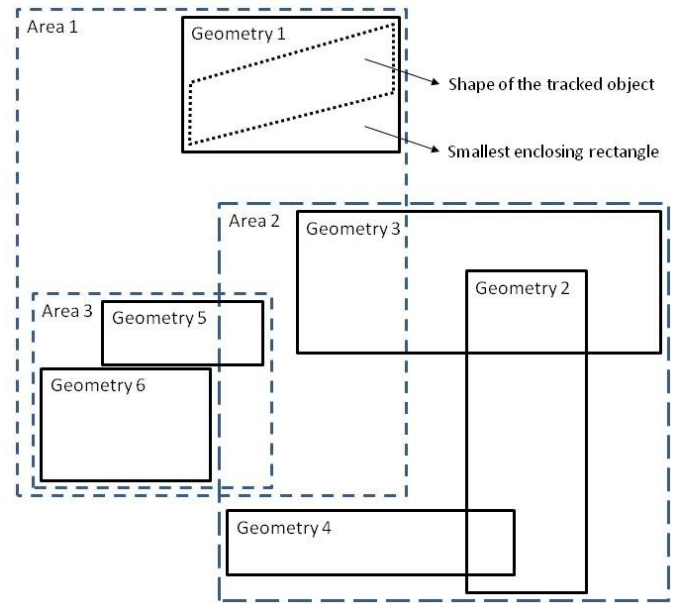 Area 1
Geometry 1
Shape of the tracked object
Smallest enclosing rectangle
Area 2
Geometry 3
Geometry 2
Area 3
Geometry 5
Geometry 6
Geometry 4